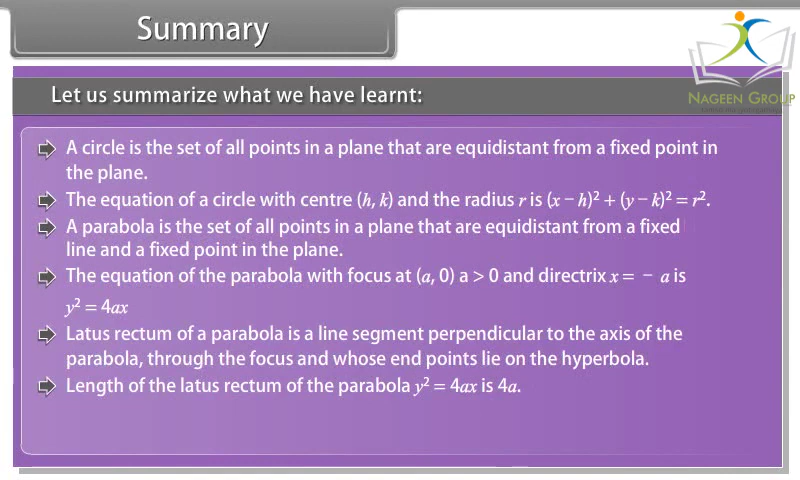 Summary
NAGEEN GROUP
Let us summarize what we have learnt:
A circle is the set of all points in a plane that are equidistant from a fixed point in
the plane.
The equation of a circle with centre (h, k) and the radius r is (x – h)² + (y – k)² = r².
A parabola is the set of all points in a plane that are equidistant from a fixed
line and a fixed point in the plane.
The equation of the parabola with focus at (a, 0) a > 0 and directrix x = – a is
y² = 4ax
Latus rectum of a parabola is a line segment perpendicular to the axis of the
parabola, through the focus and whose end points lie on the hyperbola.
Length of the latus rectum of the parabola y² = 4ax is 4a.